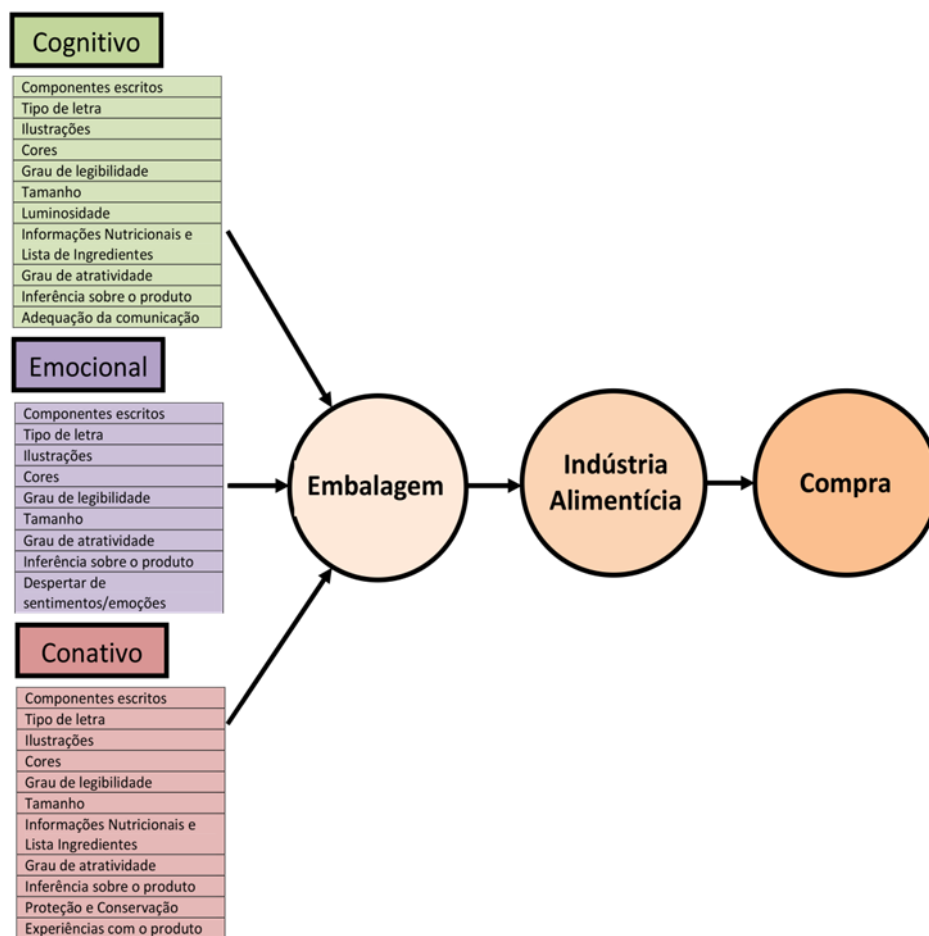 Cognitivo
Componentes escritos
Tipo de letra
Ilustrações
Cores
Grau de legibilidade
Tamanho
Luminosidade
Informações Nutricionais e
Lista de Ingredientes
Grau de atratividade
Inferência sobre o produto
Adequação da comunicação
Emocional
Componentes escritos
Tipo de letra
Ilustrações
Cores
Grau de legibilidade
Tamanho
Grau de atratividade
Inferência sobre o produto
Despertar de
sentimentos/emoções
Conativo
Componentes escritos
Tipo de letra
Ilustrações
Cores
Grau de legibilidade
Tamanho
Informações Nutricionais e
Lista Ingredientes
Grau de atratividade
Inferência sobre o produto
Proteção e Conservação
Experiências com o produto
Embalagem
Indústria
Alimentícia
Compra